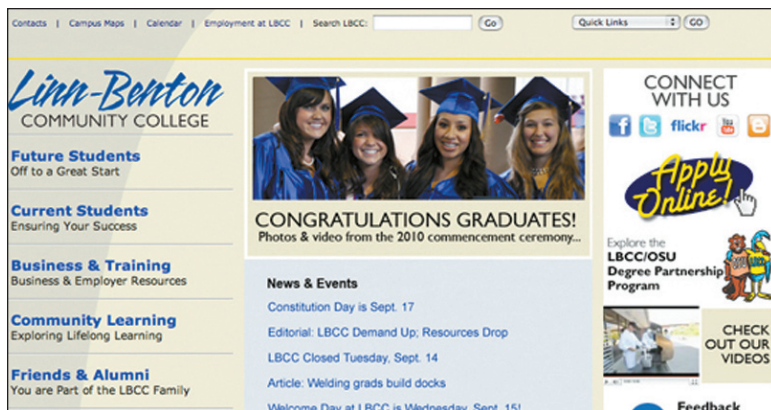 Contacts | Campus Maps | Calendar | Employment at LBCC | Search LBCC: Go Quick Links GO
Linn-Benton
COMMUNITY COLLEGE
Future Students
Off to a Great Start
Current Students
Ensuring Your Success
Business & Training
Business & Employer Resources
Community Learning
Exploring Lifelong Learning
Friends & Alumni
You are Part of the LBCC Family
CONGRATULATIONS GRADUATES!
Photos & video from the 2010 commencement ceremony...
News & Events
Constitution Day is Sept. 17
Editorial: LBCC Demand Up; Resources Drop
LBCC Closed Tuesday, Sept. 14
Article: Welding grads build docks
Welcome Day at LBCC is Wednesday, Sept. 15!
CONNECT
WITH US
flickr
You
Apply
Online!
Explore the
LBCC/OSU
Degree Partnership
Program
CHECK
OUT OUR
VIDEOS
Feedback